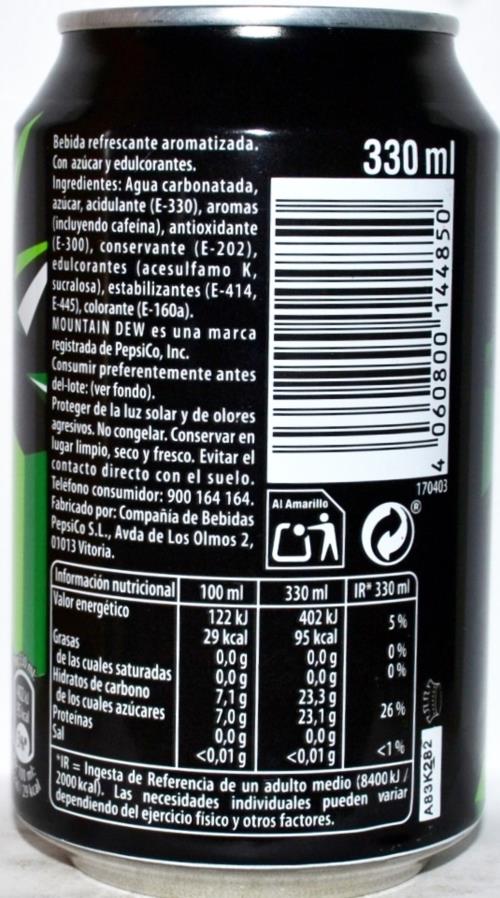 Bebida refrescante aromatizada.
Con azúcar y edulcorantes.
Ingredientes: Agua carbonatada,
azúcar, acidulante (E-330), aromas
(incluyendo cafeína), antioxidante
(E-300), conservante (E-202),
edulcorantes (acesulfamo K,
sucralosa), estabilizantes (E-414,
E-445), colorante (E-160a).
MOUNTAIN DEW es una marca
registrada de PepsiCo, Inc.
Consumir preferentemente antes
del-lote: (ver fondo).
Proteger de la luz solar y de olores
agresivos. No congelar. Conservar en
lugar limpio, seco y fresco. Evitar el
contacto directo con el suelo.
Teléfono consumidor: 900 164 164.
Fabricado por: Compañía de Bebidas
PepsiCo S.L., Avda de Los Olmos 2,
01013 Vitoria.
330 ml
4 060800 144850
170403
Al Amarillo
®
Información nutricional 100 ml 330 ml IR* 330 ml
Valor energético 122 kJ 402 kJ 5%
29 kcal 95 kcal
Grasas 0,0 g 0,0 g 0%
de las cuales saturadas 0,0 g 0,0 g 0%
Hidratos de carbono 7,1 g 23,3 g
de los cuales azúcares 7,0 g 23,1 g 26%
Proteínas 0,0 g 0,0 g
Sal <0,01 g <0,01 g <1%
*IR = Ingesta de Referencia de un adulto medio (8400 kJ /
2000 kcal). Las necesidades individuales pueden variar
dependiendo del ejercicio físico y otros factores.
A83K282
29 kcal